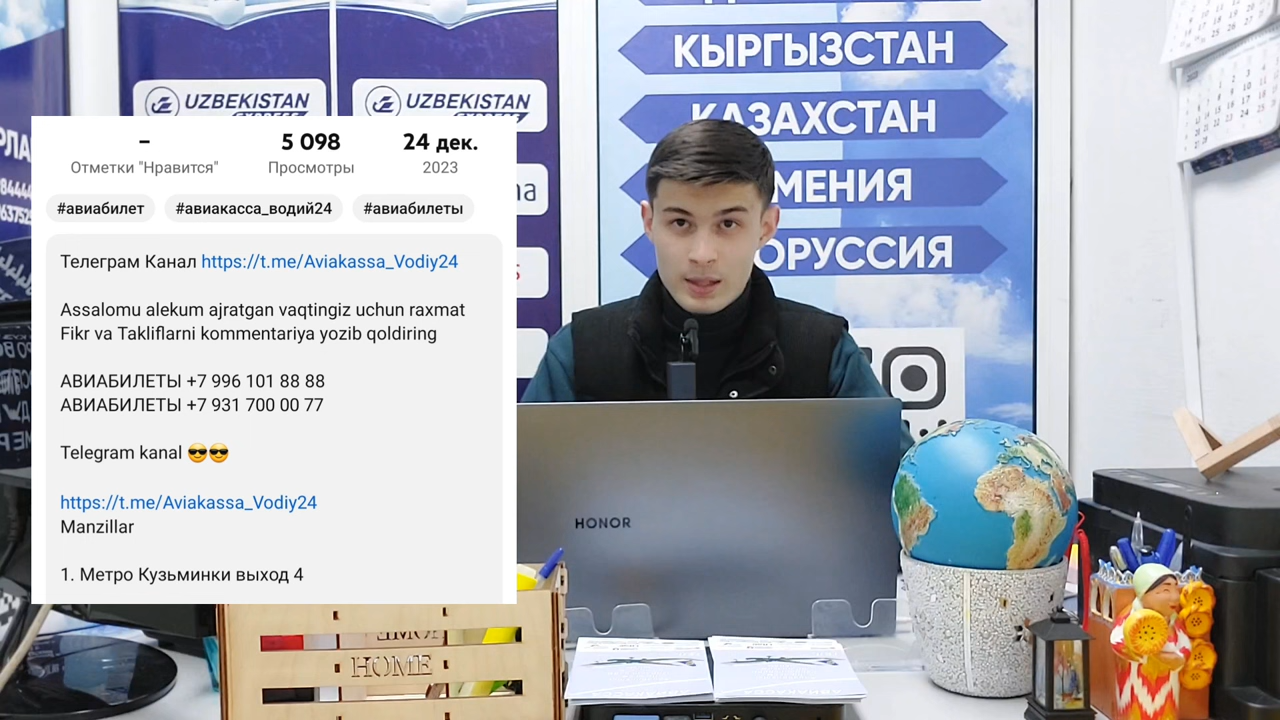 КЫРГЫЗСТАН
UZBEKISTAN
UZBEKISTAN
–
5 098
24 дек.
Отметки "Нравится"
Просмотры
2023
#авиабилет
#авиакасса_водий24
#авиабилеты
Телеграм Канал https://t.me/Aviakassa_Vodiy24
Assalomu alekum ajratgan vaqtingiz uchun raxmat
Fikr va Takliflarni kommentariya yozib qoldiring
АВИАБИЛЕТЫ +7 996 101 88 88
АВИАБИЛЕТЫ +7 931 700 00 77
Telegram kanal 😎😎
https://t.me/Aviakassa_Vodiy24
Manzillar
1. Метро Кузьминки выход 4
КАЗАХСТАН
МЕНИЯ
ОРУССИЯ
HONOR
HOME